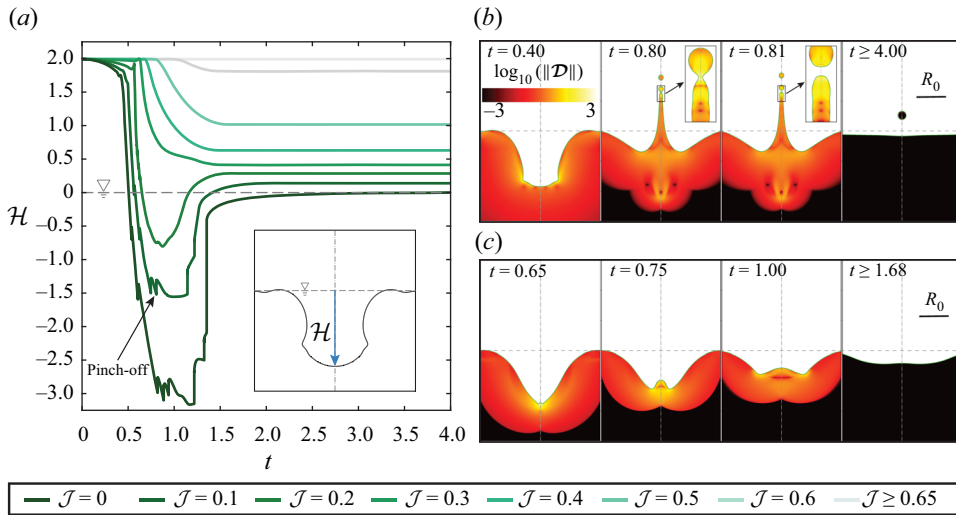 (a)
2.0
1.5
1.0
0.5
0
−0.5
−1.0
−1.5
−2.0
−2.5
−3.0
ℋ
Pinch-off
ℋ
0
0.5
1.0
1.5
2.0
2.5
3.0
3.5
4.0
t
(b)
t = 0.40
t = 0.80
t = 0.81
t ≥ 4.00
log₁₀(‖𝒟‖)
−3
3
R₀
(c)
t = 0.65
t = 0.75
t = 1.00
t ≥ 1.68
R₀
𝒥 = 0
𝒥 = 0.1
𝒥 = 0.2
𝒥 = 0.3
𝒥 = 0.4
𝒥 = 0.5
𝒥 = 0.6
𝒥 ≥ 0.65